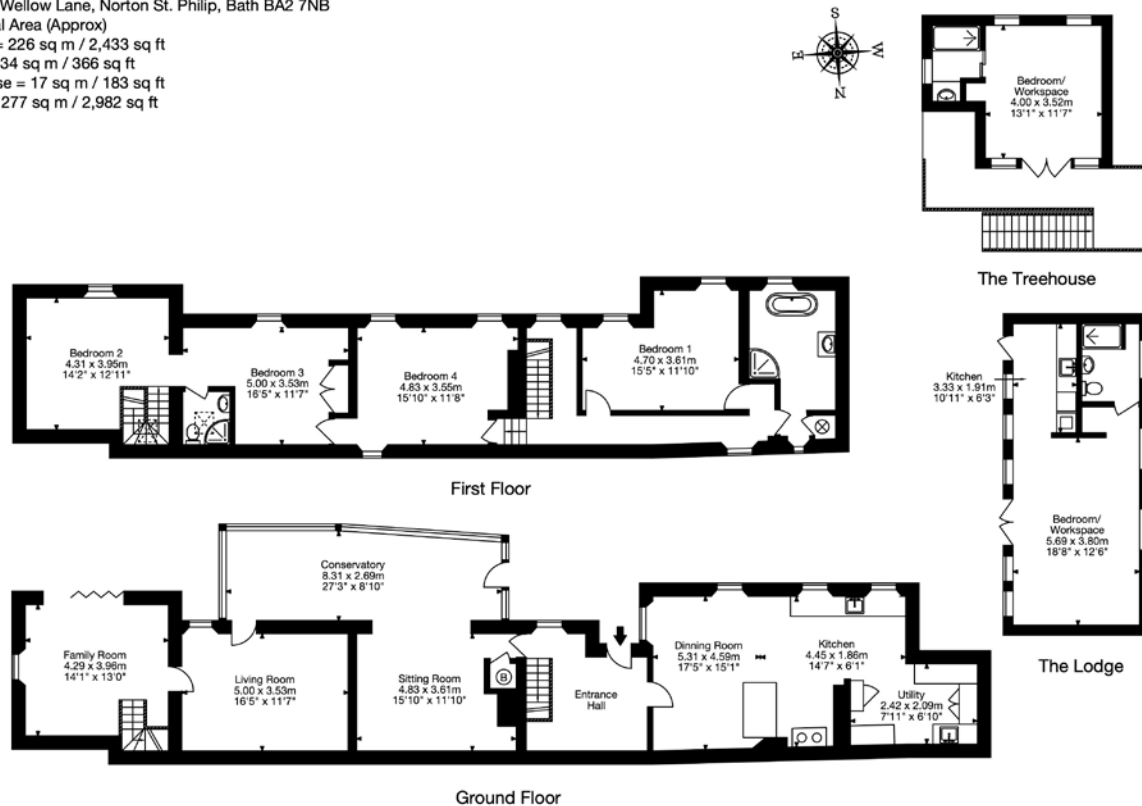 Wellow Lane, Norton St. Philip, Bath BA2 7NB
Area (Approx)
= 226 sq m / 2,433 sq ft
34 sq m / 366 sq ft
= 17 sq m / 183 sq ft
277 sq m / 2,982 sq ft
S
E
W
N
Bedroom/
Workspace
4.00 x 3.52m
13'1" x 11'7"
The Treehouse
Bedroom 2
4.31 x 3.95m
14'2" x 12'11"
Bedroom 3
5.00 x 3.53m
16'5" x 11'7"
Bedroom 4
4.83 x 3.55m
15'10" x 11'8"
Bedroom 1
4.70 x 3.61m
15'5" x 11'10"
First Floor
Kitchen
3.33 x 1.91m
10'11" x 6'3"
Bedroom/
Workspace
5.69 x 3.80m
18'8" x 12'6"
The Lodge
Conservatory
8.31 x 2.69m
27'3" x 8'10"
Family Room
4.29 x 3.96m
14'1" x 13'0"
Living Room
5.00 x 3.53m
16'5" x 11'7"
Sitting Room
4.83 x 3.61m
15'10" x 11'10"
B
Entrance
Hall
Dinning Room
5.31 x 4.59m
17'5" x 15'1"
Kitchen
4.45 x 1.86m
14'7" x 6'1"
Utility
2.42 x 2.09m
7'11" x 6'10"
Ground Floor